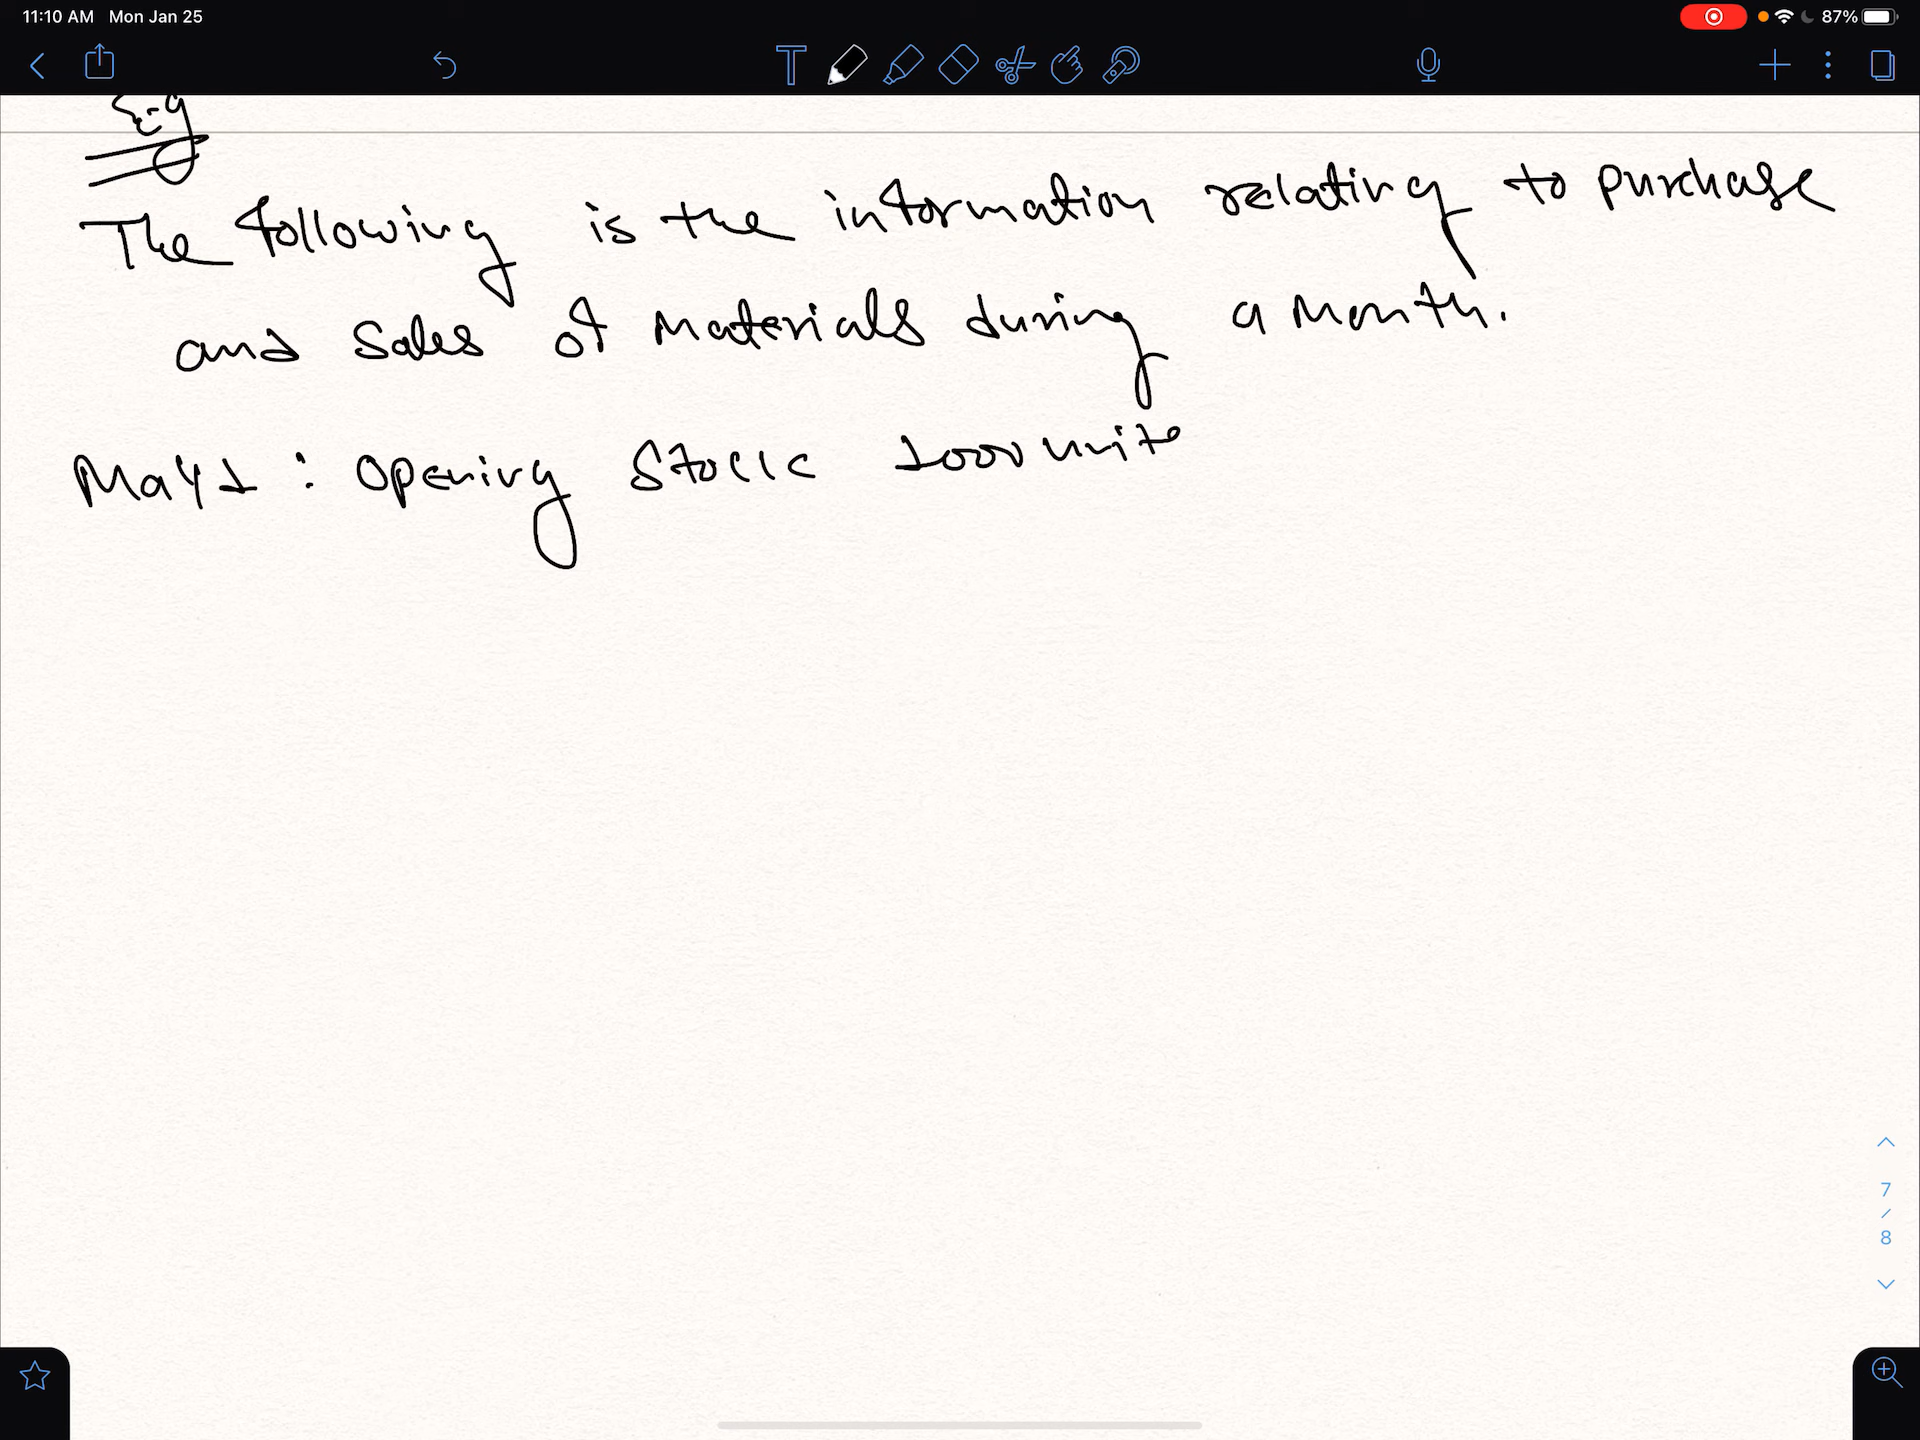 11:10 AM Mon Jan 25
87%
E.g
The following is the information relating to purchase
and sales of materials during a month.
May 1 : Opening Stock 1000 units
7
/
8